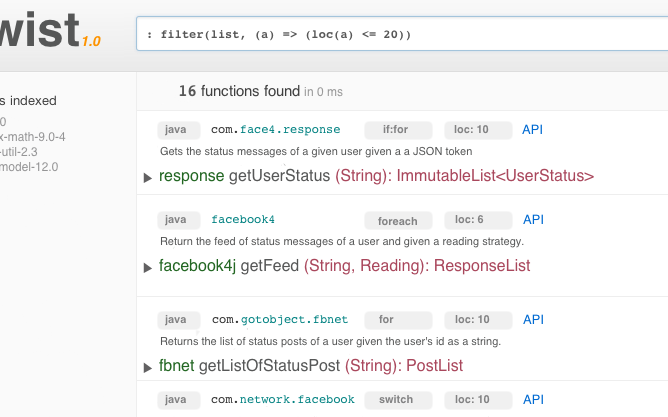 wist1.0
: filter(list, (a) => (loc(a) <= 20))
16 functions found in 0 ms
s indexed
0
x-math-9.0-4
-util-2.3
model-12.0
java com.face4.response if:for loc: 10 API
Gets the status messages of a given user given a a JSON token
response getUserStatus (String): ImmutableList<UserStatus>
java facebook4 foreach loc: 6 API
Return the feed of status messages of a user and given a reading strategy.
facebook4j getFeed (String, Reading): ResponseList
java com.gotobject.fbnet for loc: 10 API
Returns the list of status posts of a user given the user's id as a string.
fbnet getListOfStatusPost (String): PostList
java com.network.facebook switch loc: 10 API